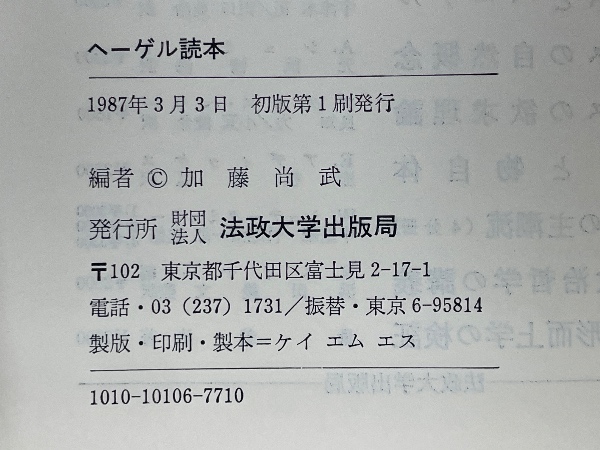 ヘーゲル読本
1987年3月3日　初版第1刷発行
編者 © 加藤尚武
発行所 財団法人 法政大学出版局
〒102　東京都千代田区富士見2-17-1
電話・03 (237) 1731／振替・東京6-95814
製版・印刷・製本＝ケイ エム エス
1010-10106-7710